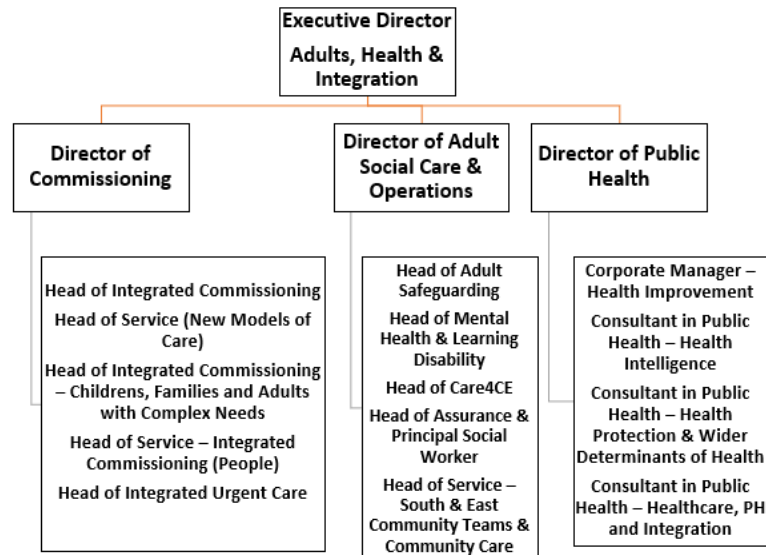 Executive Director
Adults, Health &
Integration
Director of
Commissioning
Director of Adult
Social Care &
Operations
Director of Public
Health
Head of Integrated Commissioning
Head of Service (New Models of
Care)
Head of Integrated Commissioning
– Childrens, Families and Adults
with Complex Needs
Head of Service – Integrated
Commissioning (People)
Head of Integrated Urgent Care
Head of Adult
Safeguarding
Head of Mental
Health & Learning
Disability
Head of Care4CE
Head of Assurance &
Principal Social
Worker
Head of Service –
South & East
Community Teams &
Community Care
Corporate Manager –
Health Improvement
Consultant in Public
Health – Health
Intelligence
Consultant in Public
Health – Health
Protection & Wider
Determinants of Health
Consultant in Public
Health – Healthcare, PH
and Integration